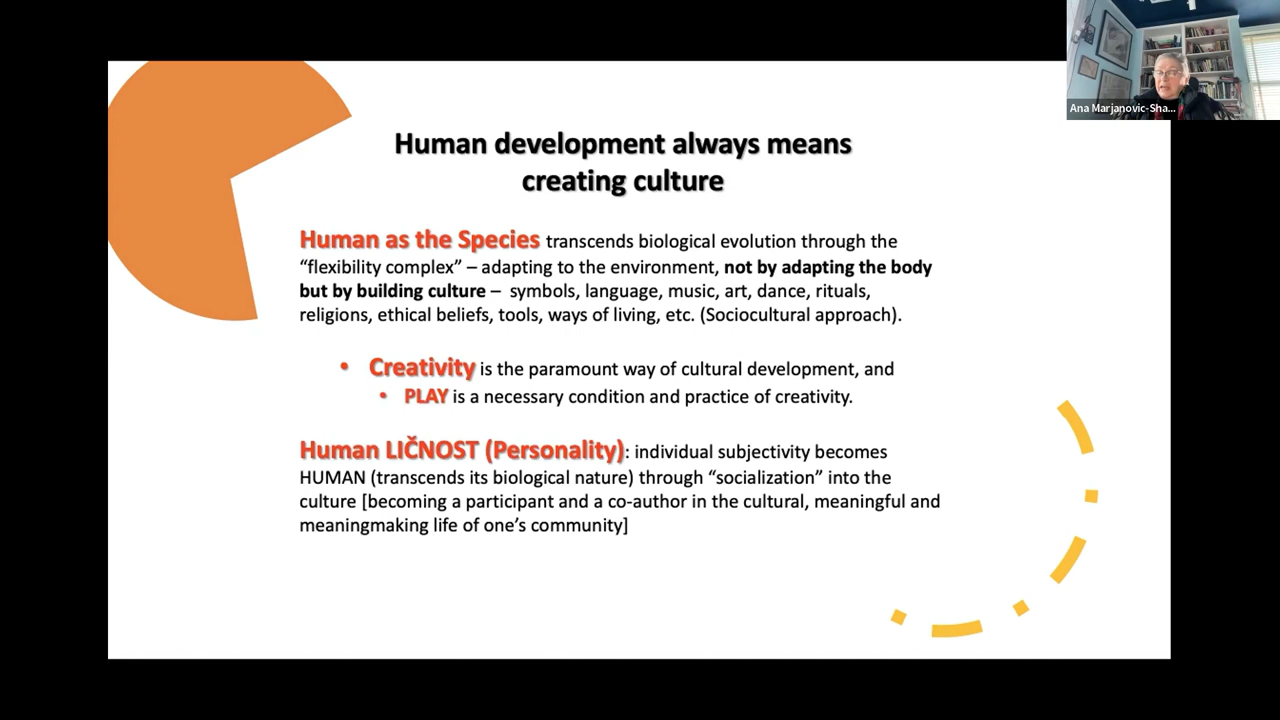 Ana Marjanovic-Sha...
Human development always means
creating culture
Human as the Species transcends biological evolution through the
“flexibility complex” – adapting to the environment, not by adapting the body
but by building culture – symbols, language, music, art, dance, rituals,
religions, ethical beliefs, tools, ways of living, etc. (Sociocultural approach).
• Creativity is the paramount way of cultural development, and
• PLAY is a necessary condition and practice of creativity.
Human LIČNOST (Personality): individual subjectivity becomes
HUMAN (transcends its biological nature) through “socialization” into the
culture [becoming a participant and a co-author in the cultural, meaningful and
meaningmaking life of one’s community]